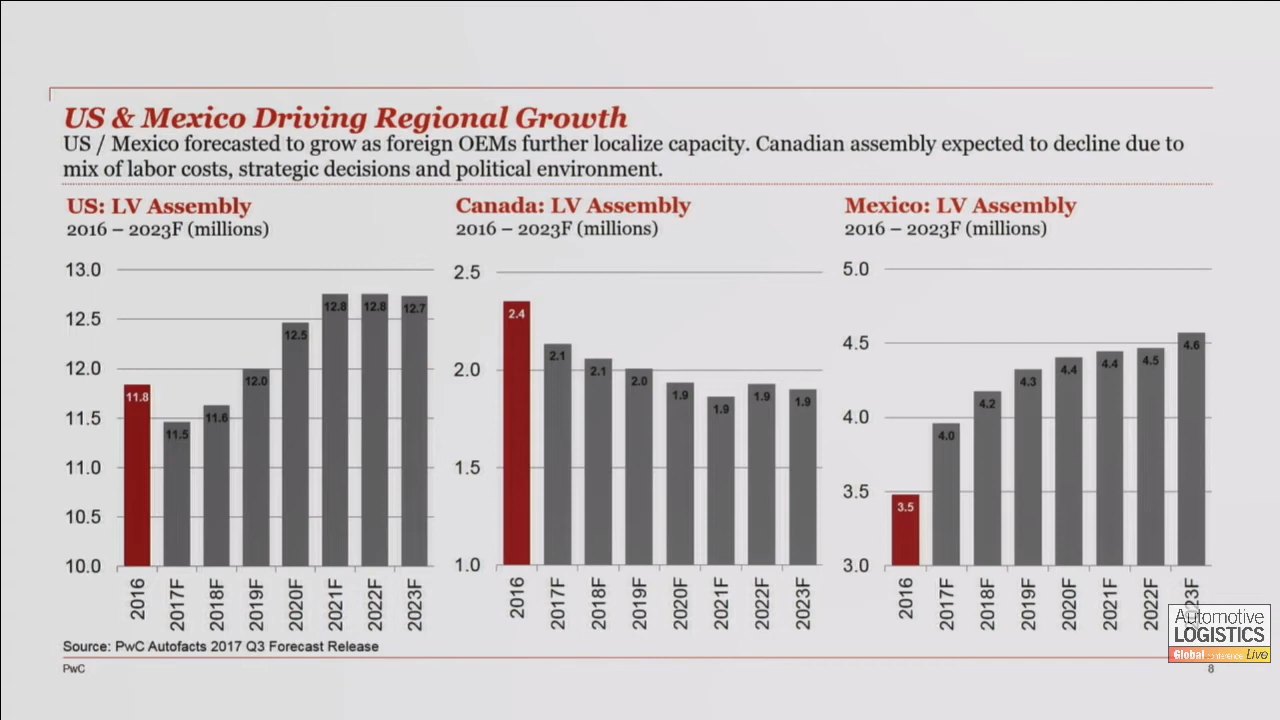 US & Mexico Driving Regional Growth
US / Mexico forecasted to grow as foreign OEMs further localize capacity. Canadian assembly expected to decline due to
mix of labor costs, strategic decisions and political environment.
US: LV Assembly
2016 – 2023F (millions)
13.0
12.5
12.0
11.5
11.0
10.5
10.0
11.8
11.5
11.6
12.0
12.5
12.8
12.8
12.7
2016
2017F
2018F
2019F
2020F
2021F
2022F
2023F
Canada: LV Assembly
2016 – 2023F (millions)
2.5
2.0
1.5
1.0
2.4
2.1
2.1
2.0
1.9
1.9
1.9
1.9
2016
2017F
2018F
2019F
2020F
2021F
2022F
2023F
Mexico: LV Assembly
2016 – 2023F (millions)
5.0
4.5
4.0
3.5
3.0
3.5
4.0
4.2
4.3
4.4
4.4
4.5
4.6
2016
2017F
2018F
2019F
2020F
2021F
2022F
2023F
Source: PwC Autofacts 2017 Q3 Forecast Release
PwC
8
Automotive
LOGISTICS
Global conference Live